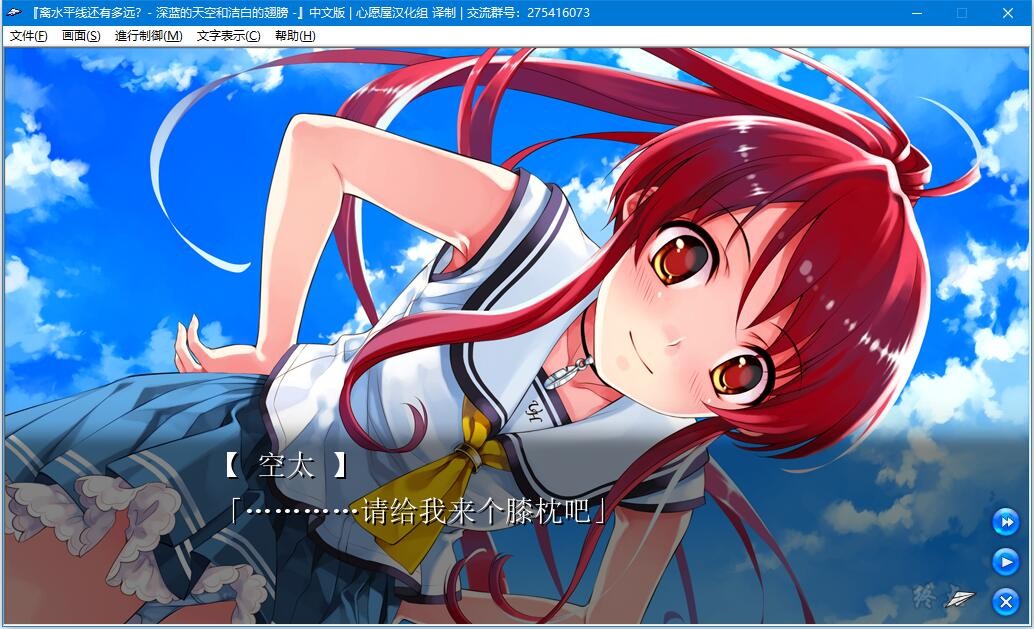 『离水平线还有多远？- 深蓝的天空和洁白的翅膀 -』中文版 | 心愿屋汉化组 译制 | 交流群号：275416073
文件(F) 画面(S) 進行制御(M) 文字表示(C) 帮助(H)
YH
【 空太 】
「…………请给我来个膝枕吧」